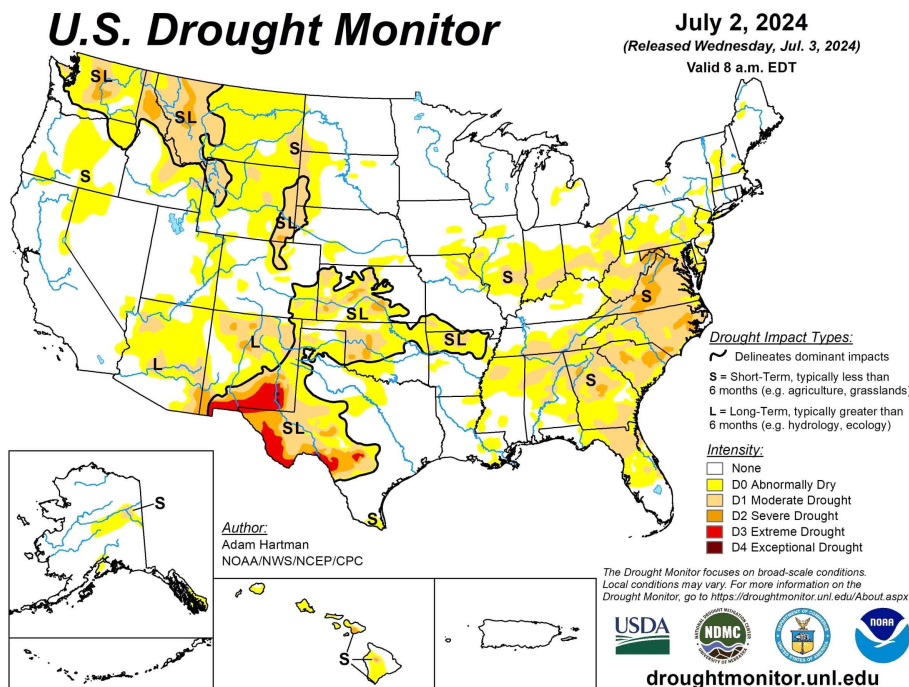 U.S. Drought Monitor
July 2, 2024
(Released Wednesday, Jul. 3, 2024)
Valid 8 a.m. EDT
SL
SL
S
S
SL
S
S
SL
SL
L
L
S
SL
S
S
S
Drought Impact Types:
Delineates dominant impacts
S = Short-Term, typically less than
6 months (e.g. agriculture, grasslands)
L = Long-Term, typically greater than
6 months (e.g. hydrology, ecology)
Intensity:
None
D0 Abnormally Dry
D1 Moderate Drought
D2 Severe Drought
D3 Extreme Drought
D4 Exceptional Drought
Author:
Adam Hartman
NOAA/NWS/NCEP/CPC
The Drought Monitor focuses on broad-scale conditions.
Local conditions may vary. For more information on the
Drought Monitor, go to https://droughtmonitor.unl.edu/About.aspx
USDA
NDMC
NOAA
droughtmonitor.unl.edu